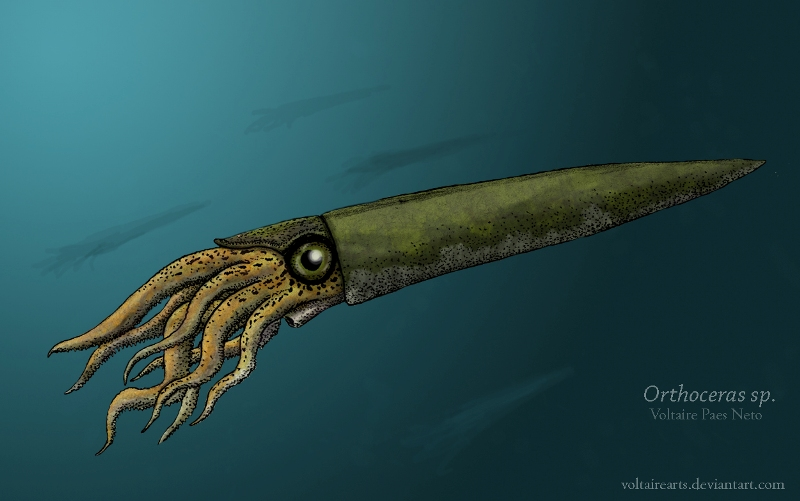 Orthoceras sp.
Voltaire Paes Neto
voltairearts.deviantart.com